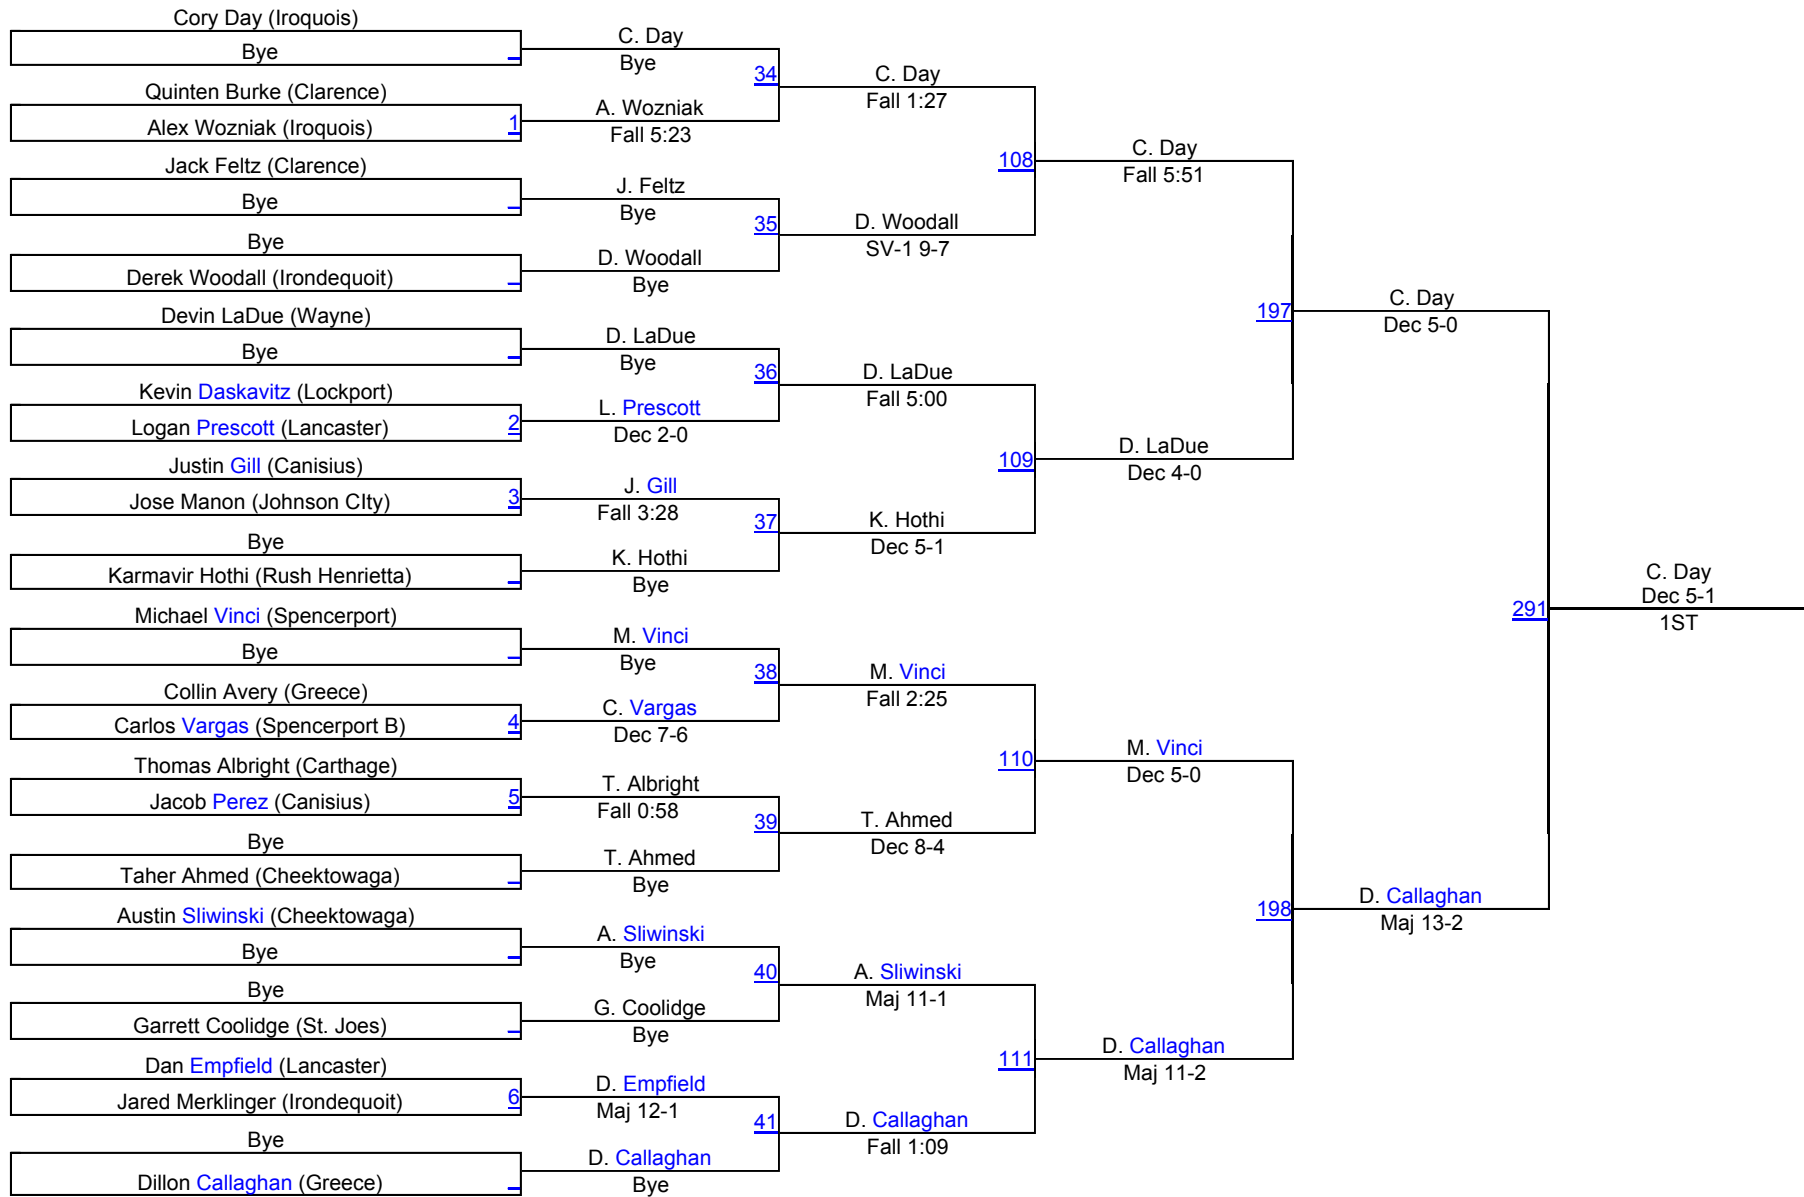 Cory Day (Iroquois)
Bye
Quinten Burke (Clarence)
Alex Wozniak (Iroquois) 1
Jack Feltz (Clarence)
Bye
Bye
Derek Woodall (Irondequoit)
Devin LaDue (Wayne)
Bye
Kevin Daskavitz (Lockport)
Logan Prescott (Lancaster) 2
Justin Gill (Canisius)
Jose Manon (Johnson CIty) 3
Bye
Karmavir Hothi (Rush Henrietta)
Michael Vinci (Spencerport)
Bye
Collin Avery (Greece)
Carlos Vargas (Spencerport B) 4
Thomas Albright (Carthage)
Jacob Perez (Canisius) 5
Bye
Taher Ahmed (Cheektowaga)
Austin Sliwinski (Cheektowaga)
Bye
Bye
Garrett Coolidge (St. Joes)
Dan Empfield (Lancaster)
Jared Merklinger (Irondequoit) 6
Bye
Dillon Callaghan (Greece)
C. Day
Bye
34
A. Wozniak
Fall 5:23
J. Feltz
Bye
35
D. Woodall
Bye
D. LaDue
Bye
36
L. Prescott
Dec 2-0
J. Gill
Fall 3:28
37
K. Hothi
Bye
M. Vinci
Bye
38
C. Vargas
Dec 7-6
T. Albright
Fall 0:58
39
T. Ahmed
Bye
A. Sliwinski
Bye
40
G. Coolidge
Bye
D. Empfield
Maj 12-1
41
D. Callaghan
Bye
C. Day
Fall 1:27
108
D. Woodall
SV-1 9-7
D. LaDue
Fall 5:00
109
K. Hothi
Dec 5-1
M. Vinci
Fall 2:25
110
T. Ahmed
Dec 8-4
A. Sliwinski
Maj 11-1
111
D. Callaghan
Fall 1:09
C. Day
Fall 5:51
197
D. LaDue
Dec 4-0
M. Vinci
Dec 5-0
198
D. Callaghan
Maj 11-2
C. Day
Dec 5-0
291
D. Callaghan
Maj 13-2
C. Day
Dec 5-1
1ST